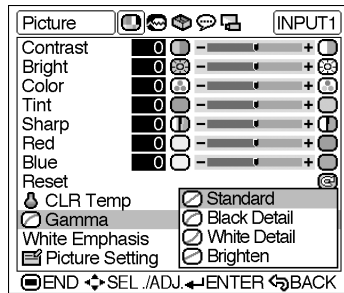 Picture INPUT1
Contrast 0 - +
Bright 0 - +
Color 0 - +
Tint 0 - +
Sharp 0 - +
Red 0 - +
Blue 0 - +
Reset
CLR Temp Standard
Gamma Black Detail
White Emphasis White Detail
Picture Setting Brighten
END SEL./ADJ. ENTER BACK